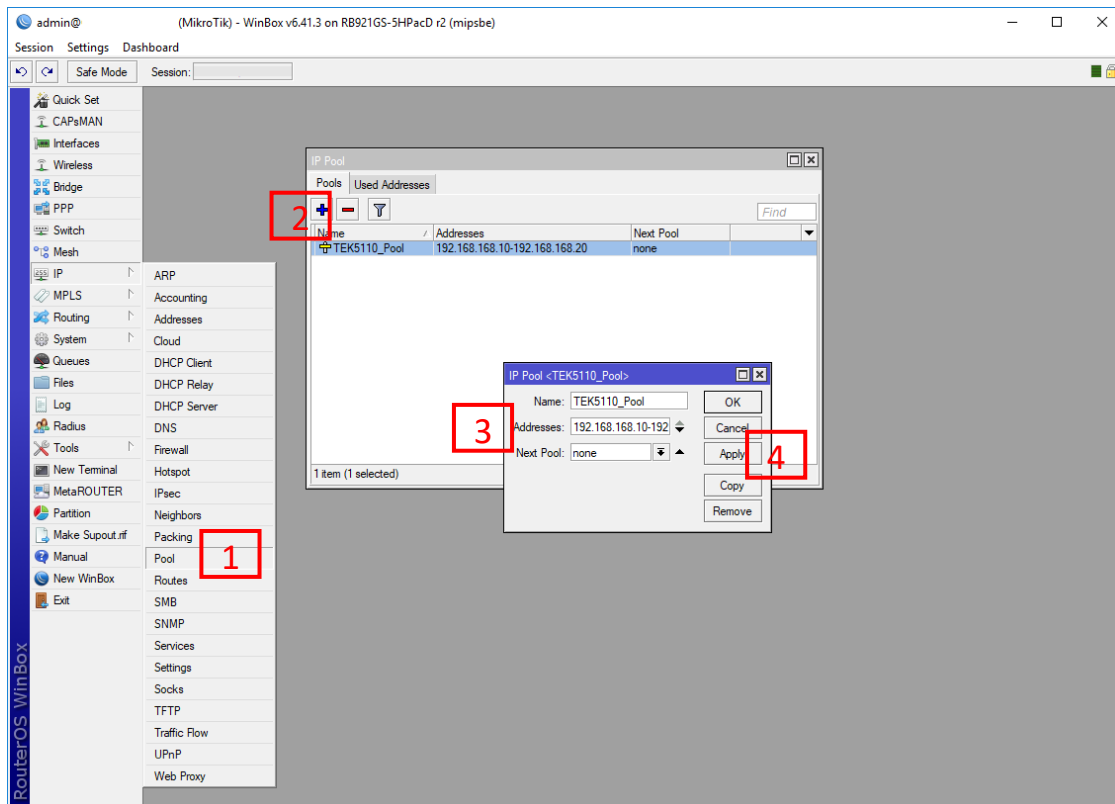 admin@ (MikroTik) - WinBox v6.41.3 on RB921GS-5HPacD r2 (mipsbe)
Session Settings Dashboard
Safe Mode Session:
Quick Set
CAPsMAN
Interfaces
Wireless
Bridge
PPP
Switch
Mesh
IP
MPLS
Routing
System
Queues
Files
Log
Radius
Tools
New Terminal
MetaROUTER
Partition
Make Supout.rif
Manual
New WinBox
Exit
RouterOS WinBox
ARP
Accounting
Addresses
Cloud
DHCP Client
DHCP Relay
DHCP Server
DNS
Firewall
Hotspot
IPsec
Neighbors
Packing
Pool
1
Routes
SMB
SNMP
Services
Settings
Socks
TFTP
Traffic Flow
UPnP
Web Proxy
IP Pool
Pools Used Addresses
2
Find
Name Addresses Next Pool
TEK5110_Pool 192.168.168.10-192.168.168.20 none
1 item (1 selected)
IP Pool <TEK5110_Pool>
Name: TEK5110_Pool OK
3
Addresses: 192.168.168.10-192 Cancel
Next Pool: none Apply
4
Copy
Remove